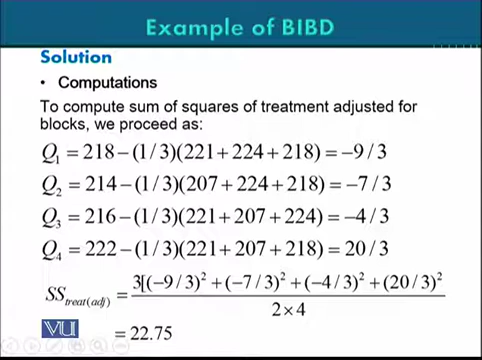 Example of BIBD
Solution
• Computations
To compute sum of squares of treatment adjusted for
blocks, we proceed as:
Q₁ = 218 − (1/3)(221 + 224 + 218) = −9/3
Q₂ = 214 − (1/3)(207 + 224 + 218) = −7/3
Q₃ = 216 − (1/3)(221 + 207 + 224) = −4/3
Q₄ = 222 − (1/3)(221 + 207 + 218) = 20/3
SS_treat(adj) = 3[(−9/3)² + (−7/3)² + (−4/3)² + (20/3)² / 2×4
= 22.75
VU